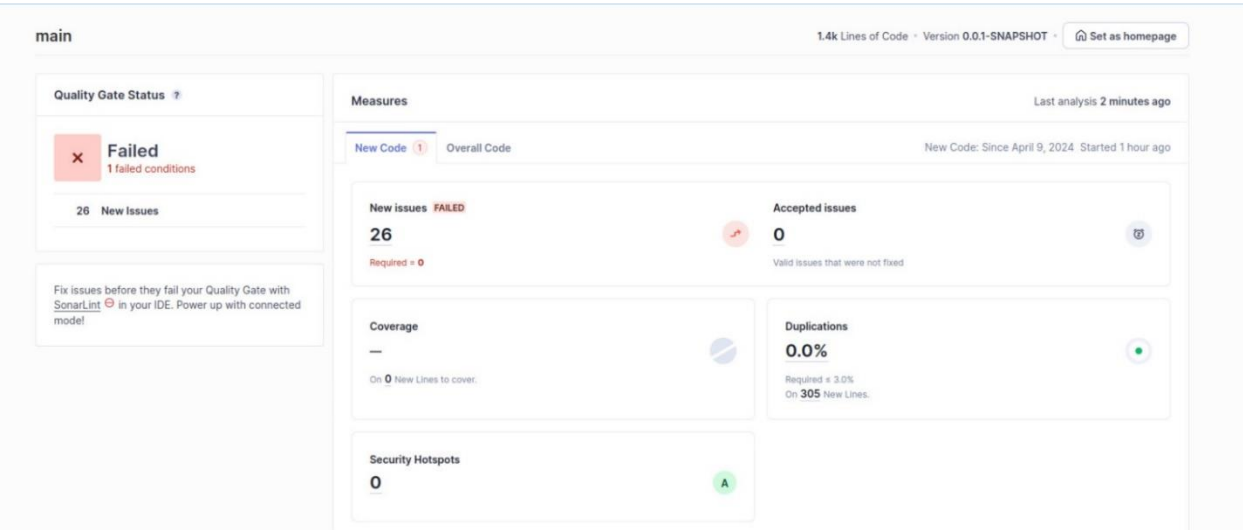 main
1.4k Lines of Code • Version 0.0.1-SNAPSHOT • Set as homepage
Quality Gate Status ?
Failed
1 failed conditions
26 New Issues
Fix issues before they fail your Quality Gate with
SonarLint in your IDE. Power up with connected
mode!
Measures
Last analysis 2 minutes ago
New Code 1 Overall Code
New Code: Since April 9, 2024 Started 1 hour ago
New issues FAILED
26
Required = 0
Accepted issues
0
Valid issues that were not fixed
Coverage
—
On 0 New Lines to cover.
Duplications
0.0%
Required ≤ 3.0%
On 305 New Lines.
Security Hotspots
0
A